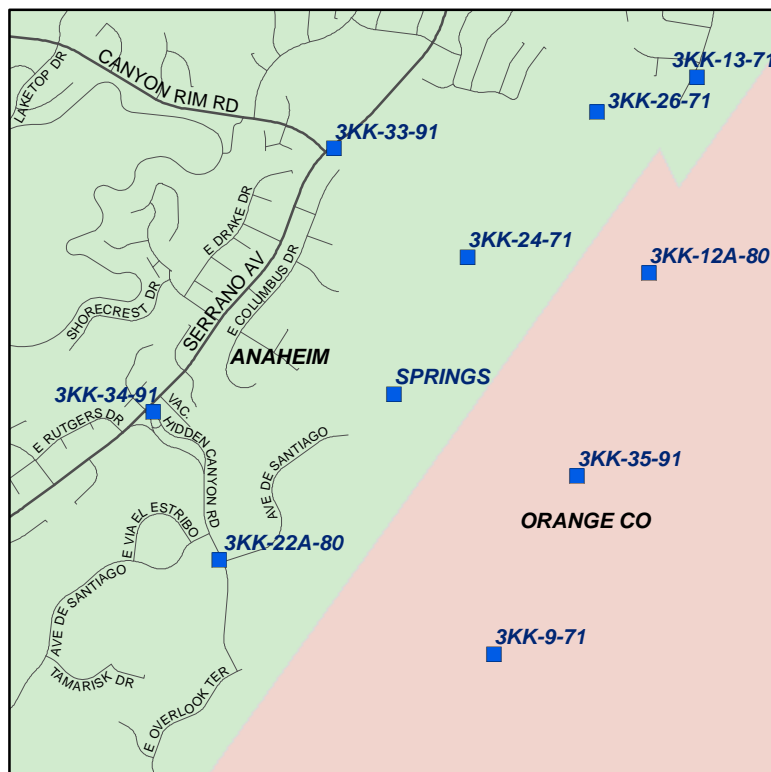 3KK-13-71
LAKETOP DR
CANYON RIM RD
3KK-26-71
3KK-33-91
E DRAKE DR
3KK-24-71
3KK-12A-80
SHORECREST DR
SERRANO AV
E COLUMBUS DR
ANAHEIM
SPRINGS
3KK-34-91
VAC.
E RUTGERS DR
HIDDEN CANYON RD
AVE DE SANTIAGO
3KK-35-91
ORANGE CO
E VIA EL ESTRIBO
3KK-22A-80
AVE DE SANTIAGO
3KK-9-71
TAMARISK DR
E OVERLOOK TER